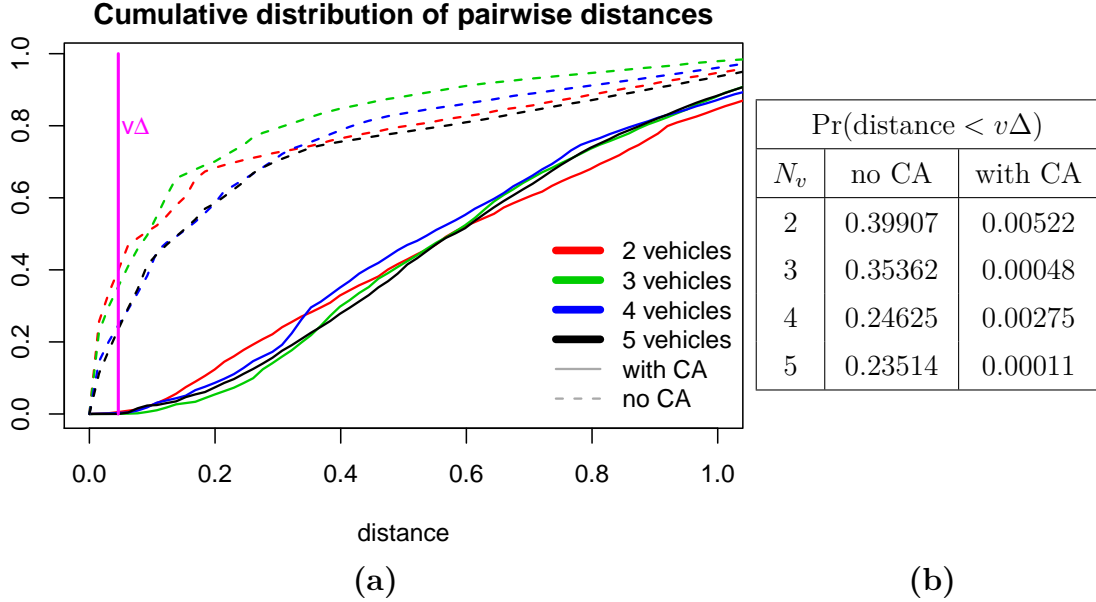 Cumulative distribution of pairwise distances
1.0
0.8
0.6
0.4
0.2
0.0
vΔ
2 vehicles
3 vehicles
4 vehicles
5 vehicles
with CA
no CA
0.0 0.2 0.4 0.6 0.8 1.0
distance
(a)
Pr(distance < vΔ)
N_v no CA with CA
2 0.39907 0.00522
3 0.35362 0.00048
4 0.24625 0.00275
5 0.23514 0.00011
(b)